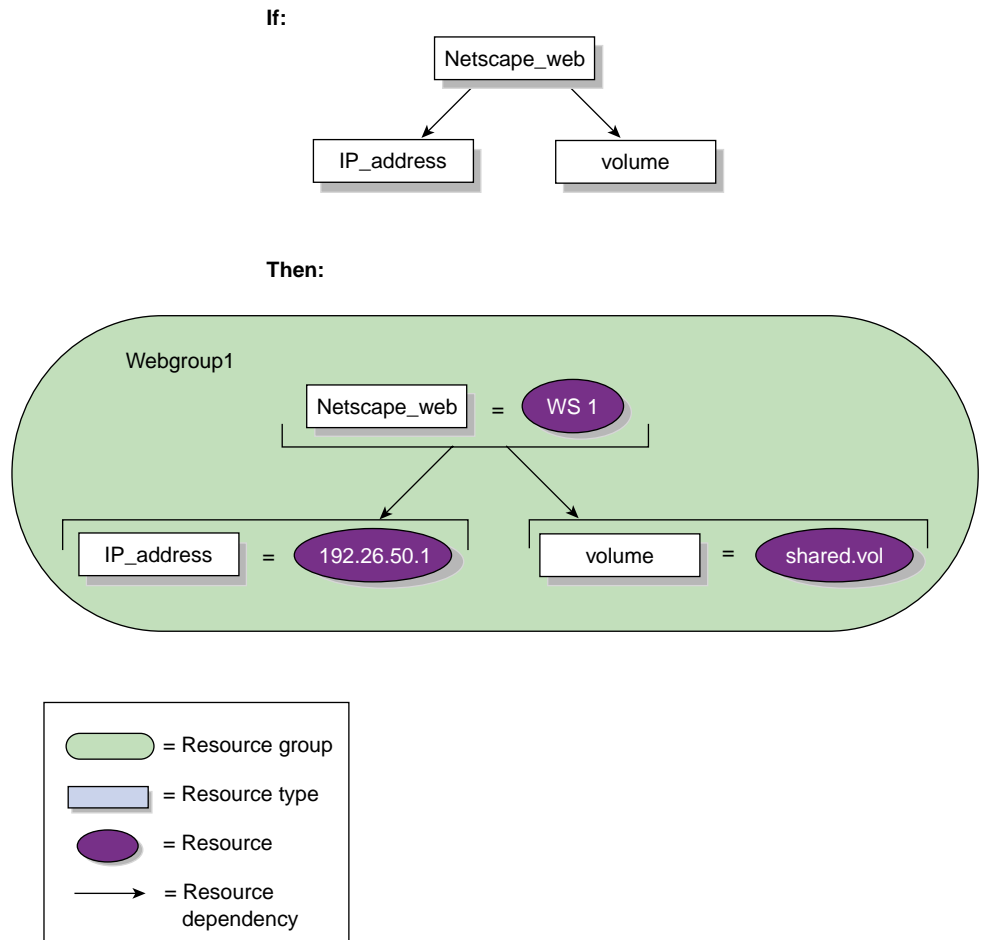 If:
Netscape_web
IP_address
volume
Then:
Webgroup1
Netscape_web = WS 1
IP_address = 192.26.50.1
volume = shared.vol
= Resource group
= Resource type
= Resource
= Resource
dependency